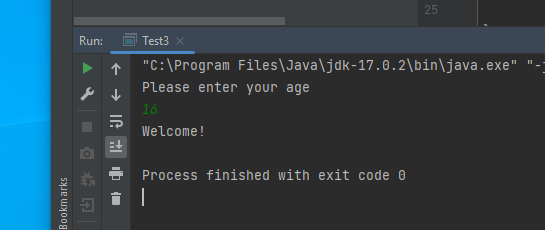 25
Run: Test3
"C:\Program Files\Java\jdk-17.0.2\bin\java.exe" "-j
Please enter your age
16
Welcome!
Process finished with exit code 0
Bookmarks